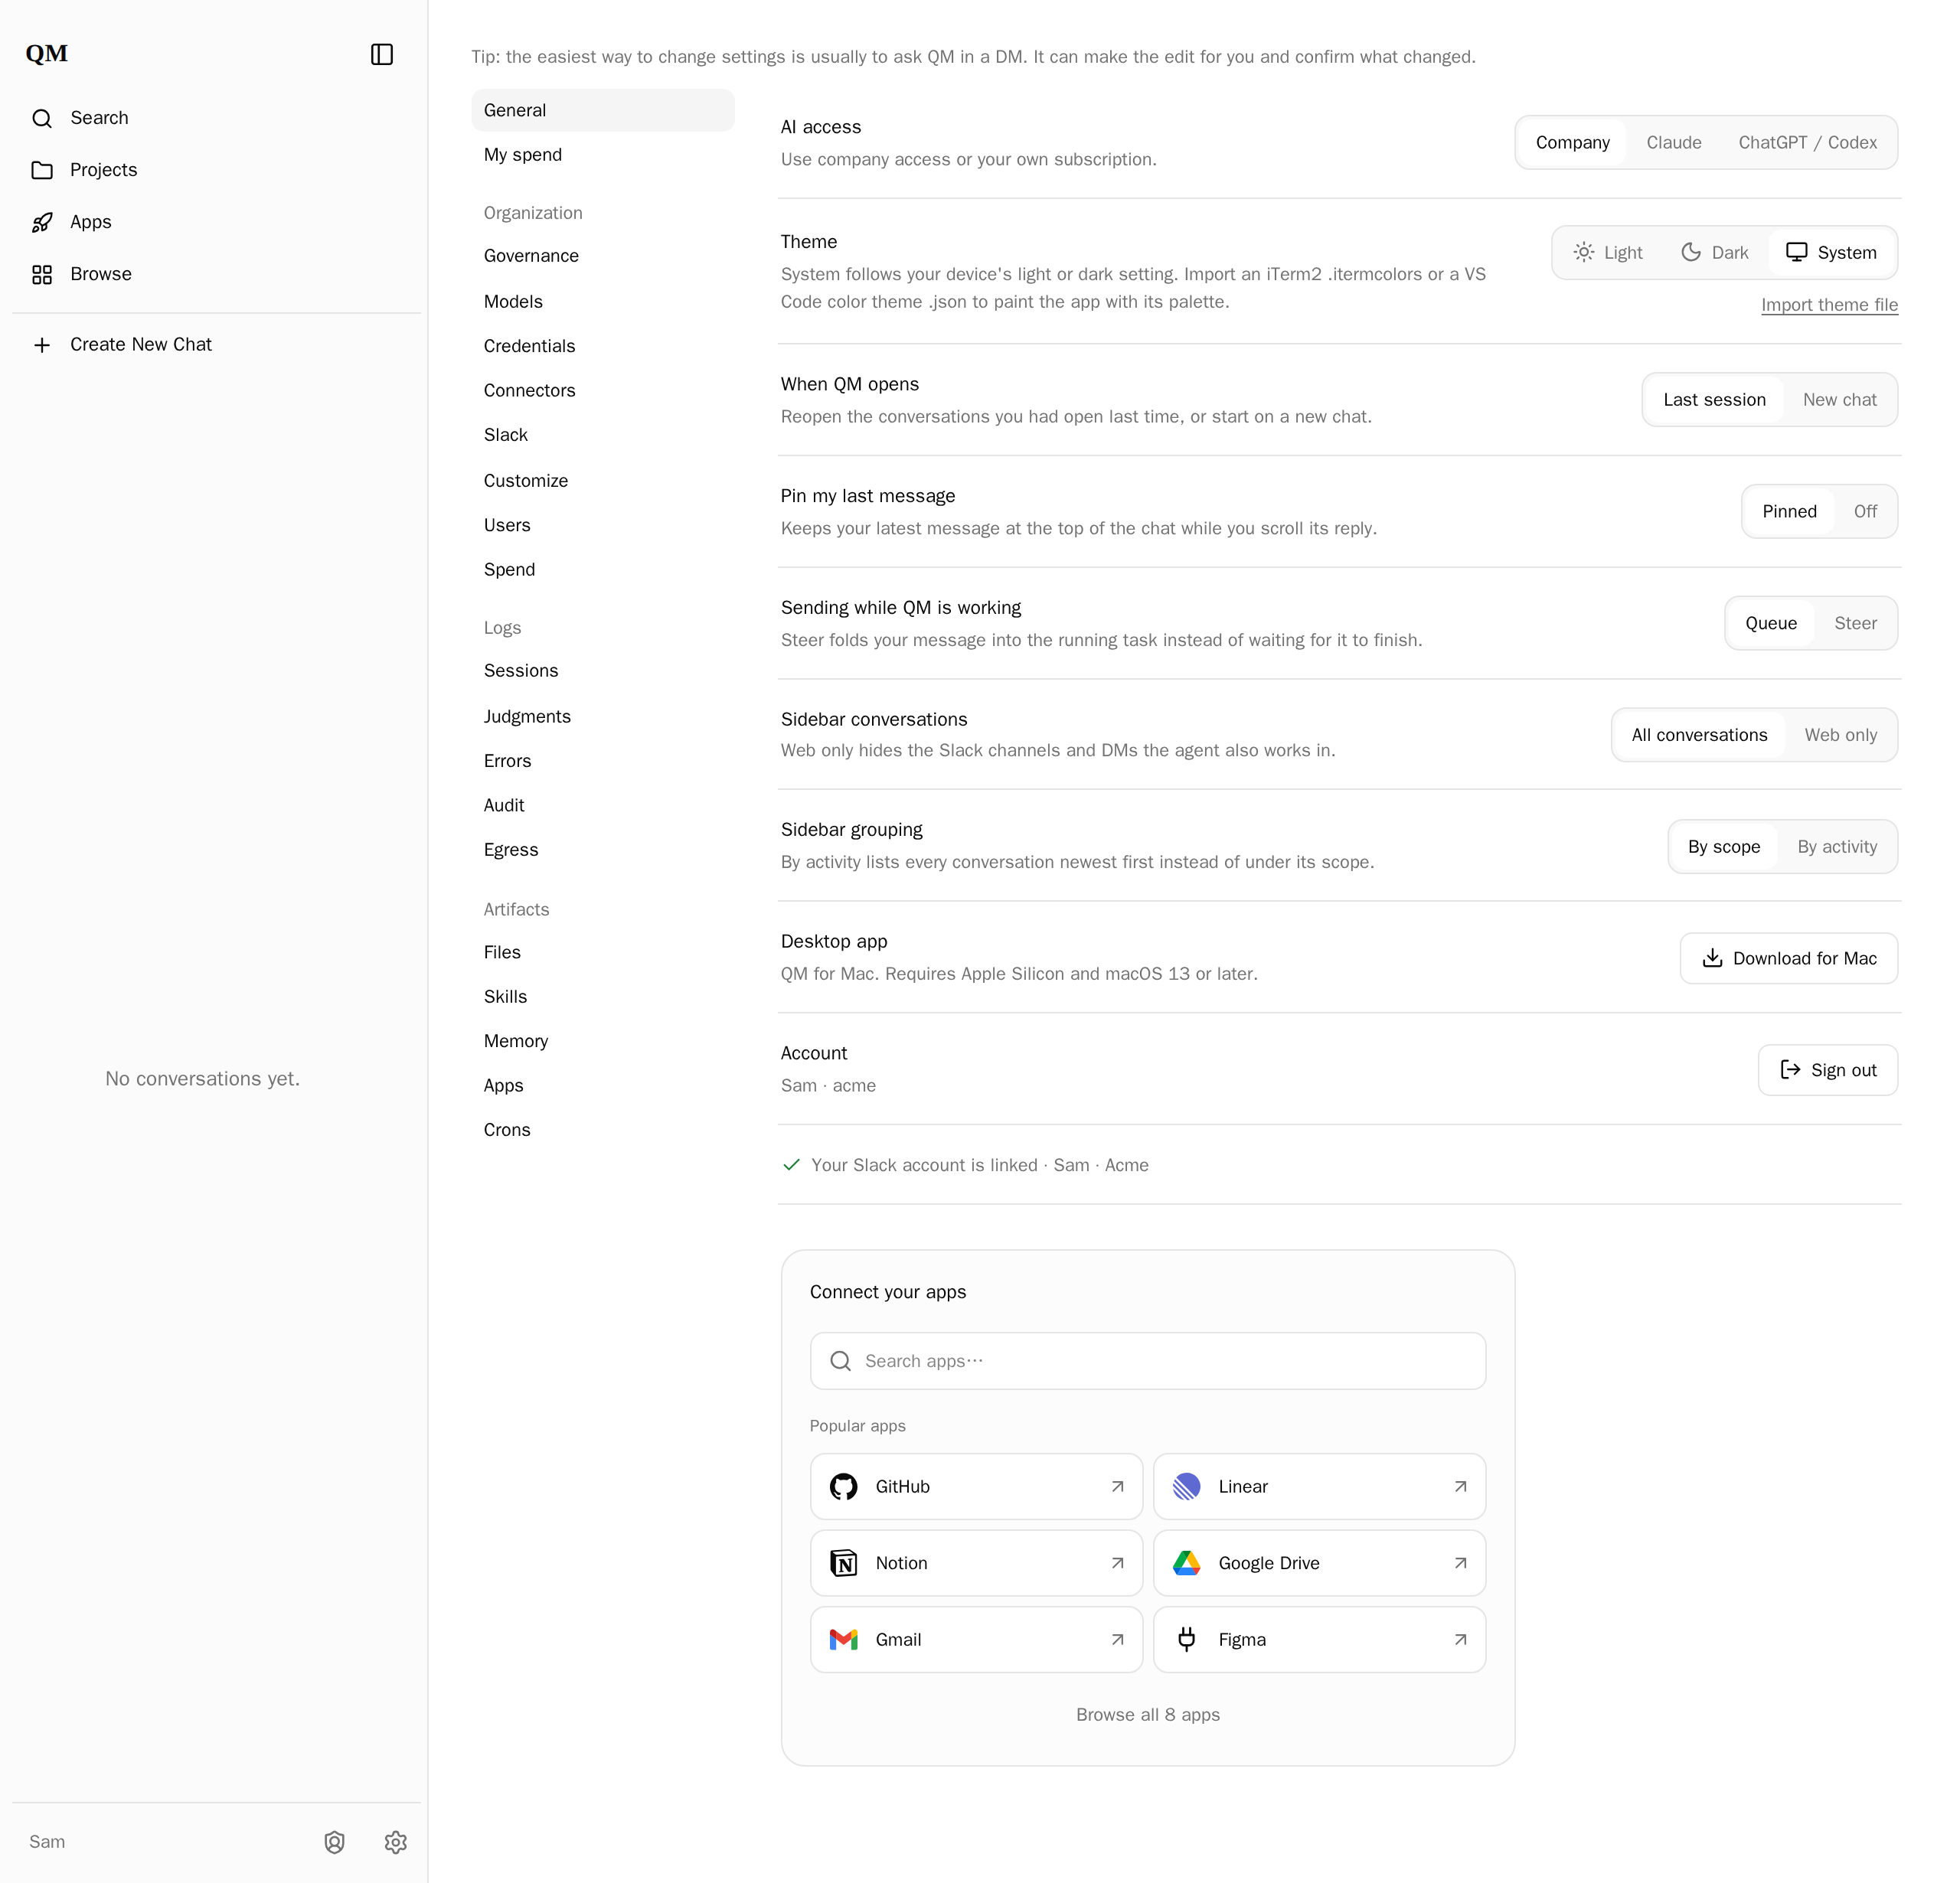 QM
Search
Projects
Apps
Browse
Create New Chat
No conversations yet.
Sam
Tip: the easiest way to change settings is usually to ask QM in a DM. It can make the edit for you and confirm what changed.
General
My spend
Organization
Governance
Models
Credentials
Connectors
Slack
Customize
Users
Spend
Logs
Sessions
Judgments
Errors
Audit
Egress
Artifacts
Files
Skills
Memory
Apps
Crons
AI access
Use company access or your own subscription.
Company Claude ChatGPT / Codex
Theme
System follows your device's light or dark setting. Import an iTerm2 .itermcolors or a VS
Code color theme .json to paint the app with its palette.
Light Dark System
Import theme file
When QM opens
Reopen the conversations you had open last time, or start on a new chat.
Last session New chat
Pin my last message
Keeps your latest message at the top of the chat while you scroll its reply.
Pinned Off
Sending while QM is working
Steer folds your message into the running task instead of waiting for it to finish.
Queue Steer
Sidebar conversations
Web only hides the Slack channels and DMs the agent also works in.
All conversations Web only
Sidebar grouping
By activity lists every conversation newest first instead of under its scope.
By scope By activity
Desktop app
QM for Mac. Requires Apple Silicon and macOS 13 or later.
Download for Mac
Account
Sam · acme
Sign out
Your Slack account is linked · Sam · Acme
Connect your apps
Search apps…
Popular apps
GitHub
Linear
Notion
Google Drive
Gmail
Figma
Browse all 8 apps